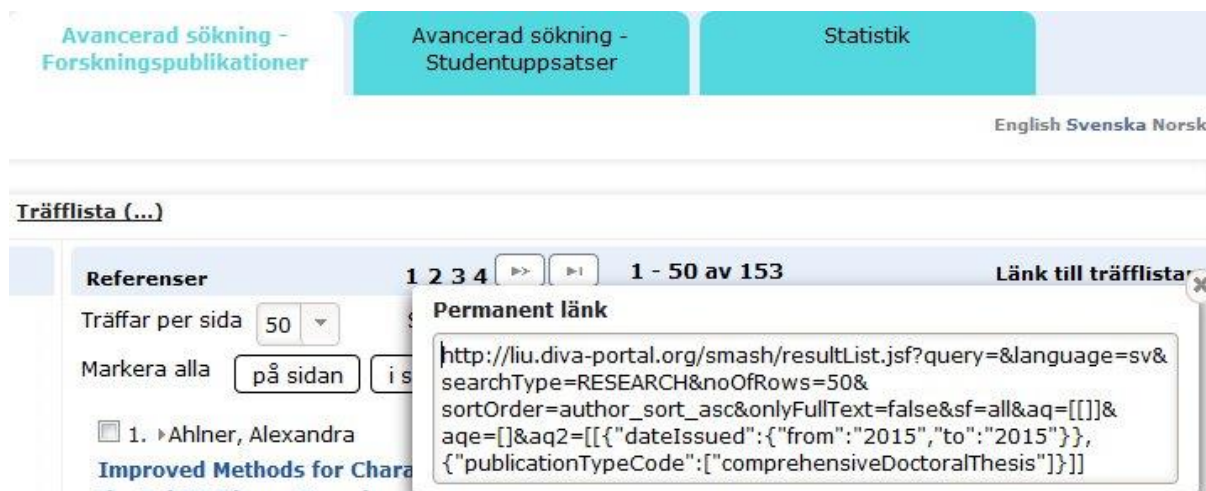 Avancerad sökning -
Forskningspublikationer
Avancerad sökning -
Studentuppsatser
Statistik
English Svenska Norsk
Träfflista (...)
Referenser 1 2 3 4 1 - 50 av 153 Länk till träfflistan
Träffar per sida 50
Markera alla på sidan i s
1. Ahlner, Alexandra
Improved Methods for Chara
Permanent länk
http://liu.diva-portal.org/smash/resultList.jsf?query=&language=sv&
searchType=RESEARCH&noOfRows=50&
sortOrder=author_sort_asc&onlyFullText=false&sf=all&aq=[[]]&
aqe=[]&aq2=[[{"dateIssued":{"from":"2015","to":"2015"}},
{"publicationTypeCode":["comprehensiveDoctoralThesis"]}]]